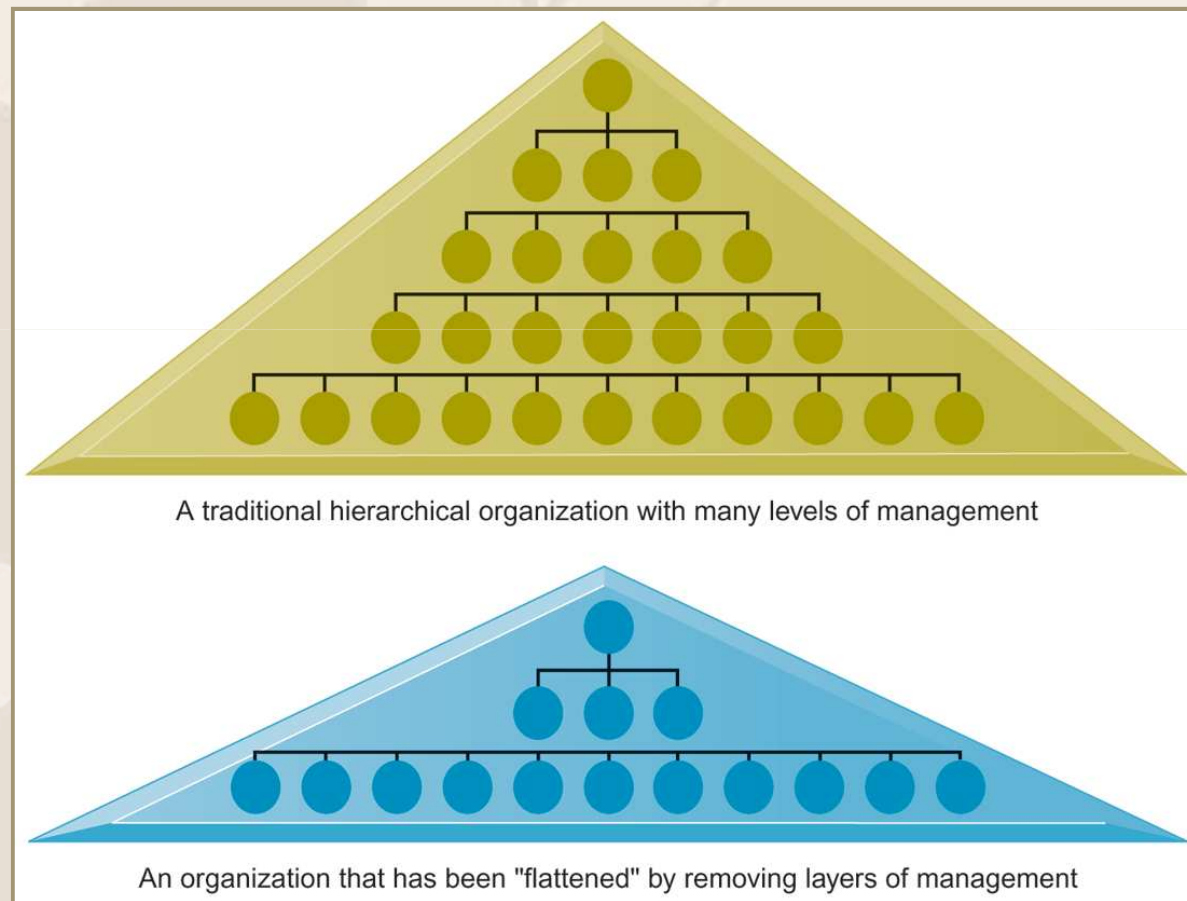 A traditional hierarchical organization with many levels of management
An organization that has been "flattened" by removing layers of management